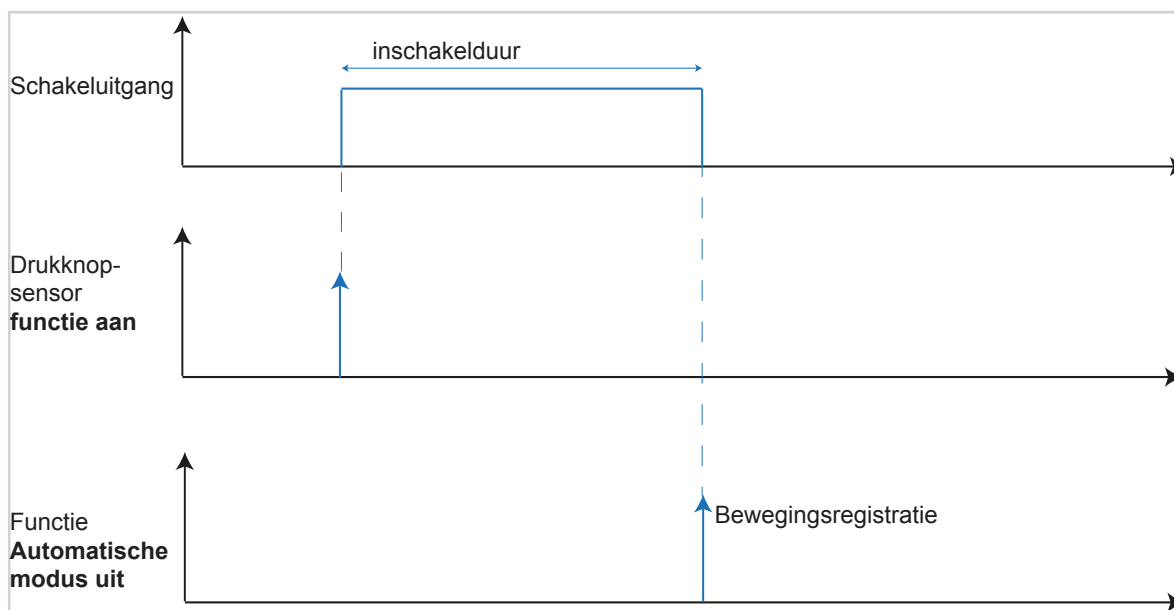 inschakelduur
Schakeluitgang
Drukknop-
sensor
functie aan
Bewegingsregistratie
Functie
Automatische
modus uit